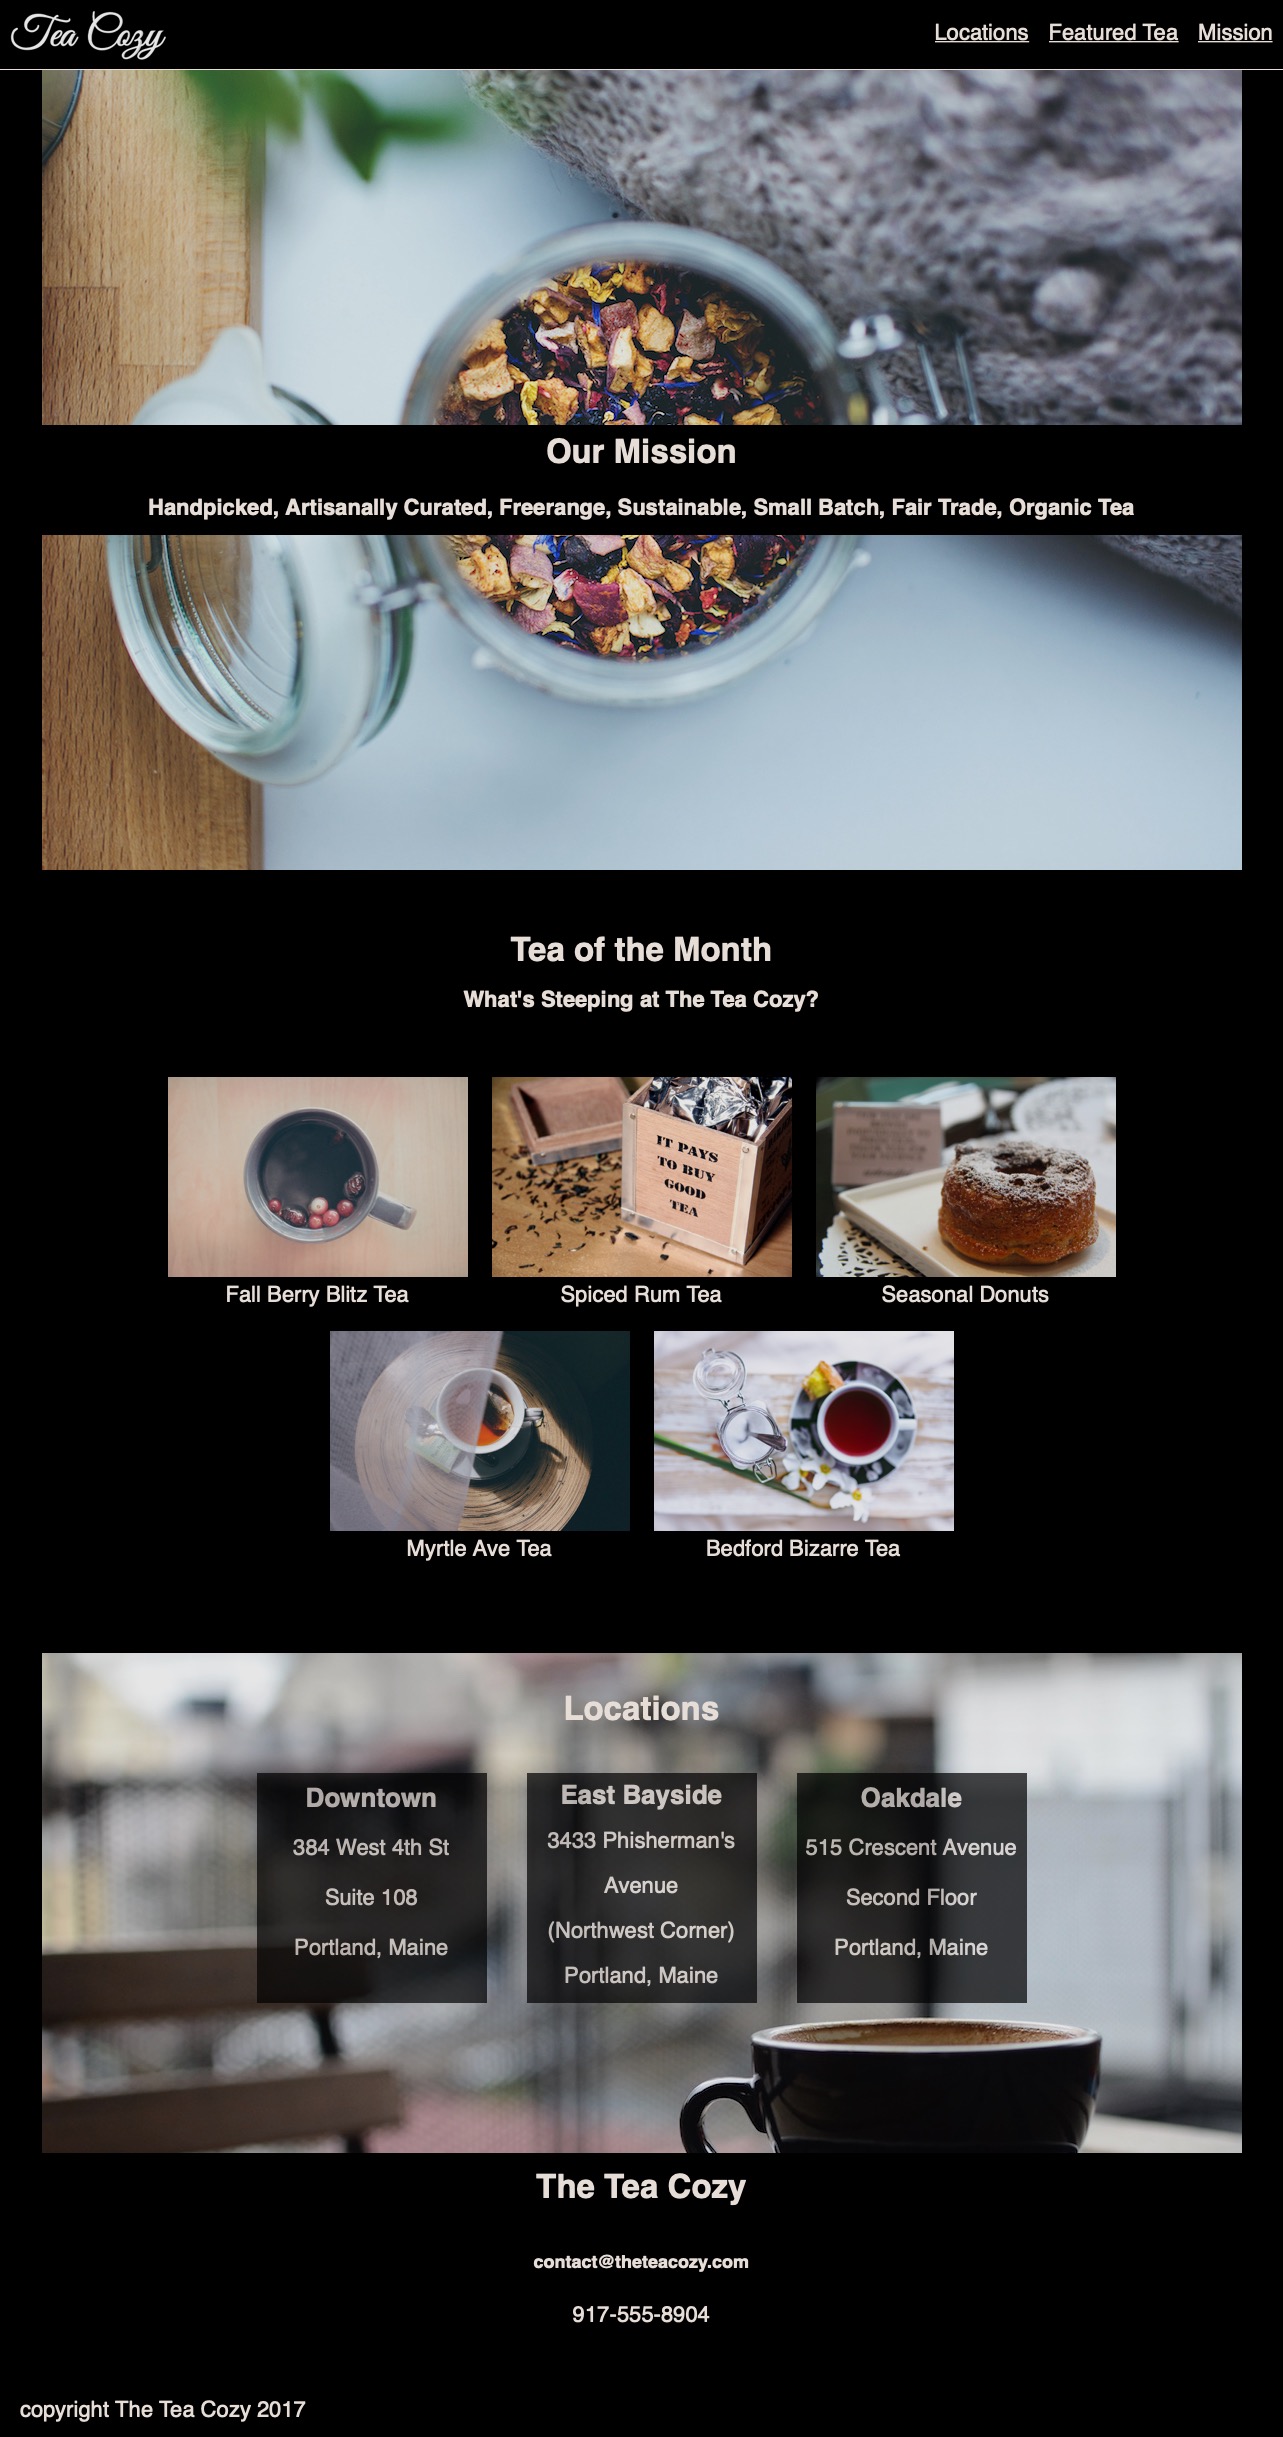 Tea Cozy
Locations Featured Tea Mission
Our Mission
Handpicked, Artisanally Curated, Freerange, Sustainable, Small Batch, Fair Trade, Organic Tea
Tea of the Month
What's Steeping at The Tea Cozy?
IT PAYS
TO BUY
GOOD
TEA
Fall Berry Blitz Tea
Spiced Rum Tea
Seasonal Donuts
Myrtle Ave Tea
Bedford Bizarre Tea
Locations
Downtown
384 West 4th St
Suite 108
Portland, Maine
East Bayside
3433 Phisherman's
Avenue
(Northwest Corner)
Portland, Maine
Oakdale
515 Crescent Avenue
Second Floor
Portland, Maine
The Tea Cozy
contact@theteacozy.com
917-555-8904
copyright The Tea Cozy 2017